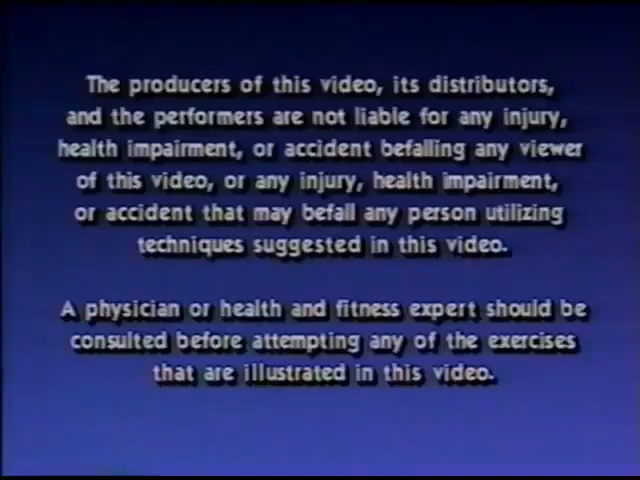 The producers of this video, its distributors,
and the performers are not liable for any injury,
health impairment, or accident befalling any viewer
of this video, or any injury, health impairment,
or accident that may befall any person utilizing
techniques suggested in this video.
A physician or health and fitness expert should be
consulted before attempting any of the exercises
that are illustrated in this video.